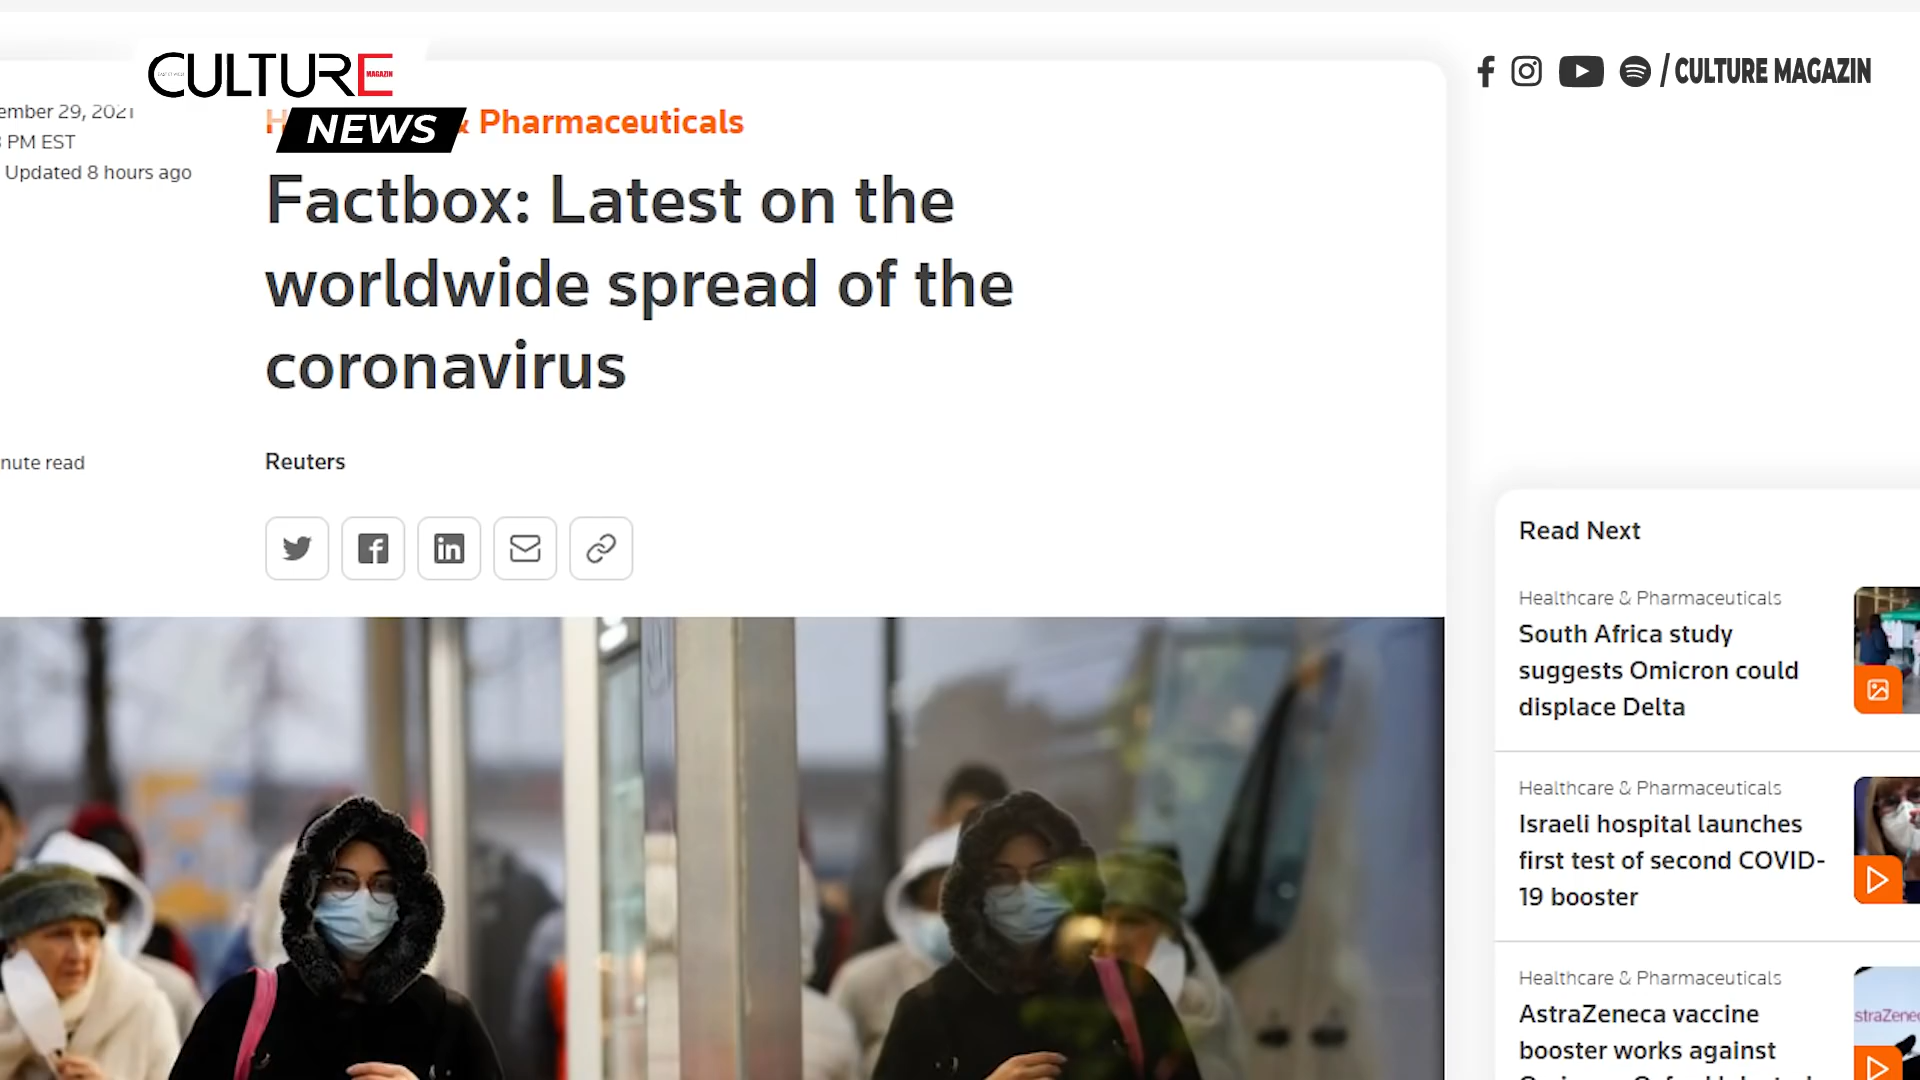 CULTURE
MAGAZIN
NEWS
/ CULTURE MAGAZIN
ember 29, 2021
PM EST
Updated 8 hours ago
nute read
H & Pharmaceuticals
Factbox: Latest on the
worldwide spread of the
coronavirus
Reuters
Read Next
Healthcare & Pharmaceuticals
South Africa study
suggests Omicron could
displace Delta
Healthcare & Pharmaceuticals
Israeli hospital launches
first test of second COVID-
19 booster
Healthcare & Pharmaceuticals
AstraZeneca vaccine
booster works against
straZene